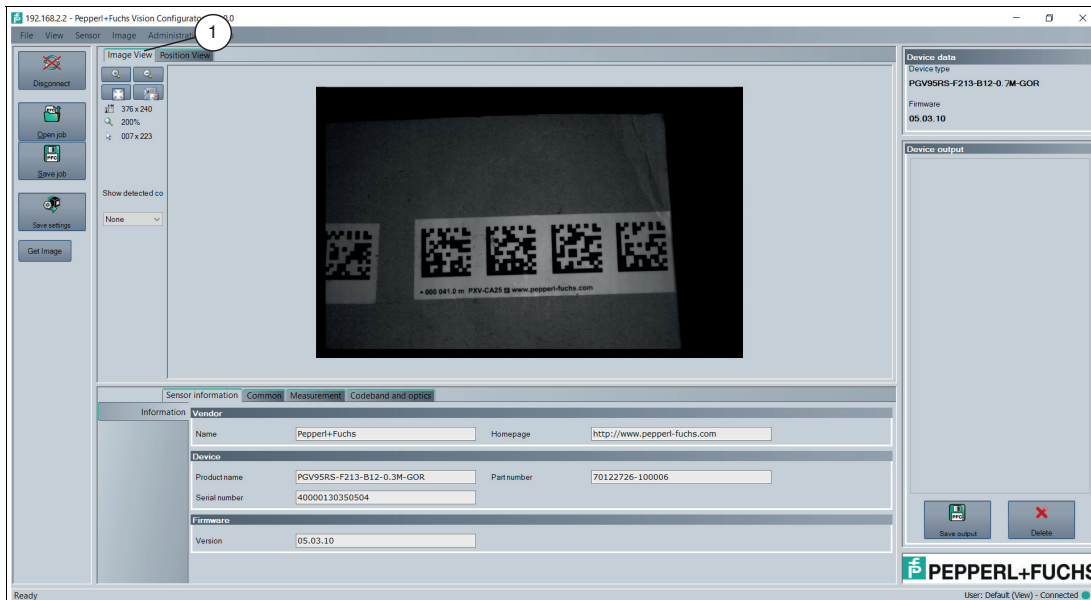 192.168.2.2 - Pepperl+Fuchs Vision Configurator
0.0
1
File View Sensor Image
Disconnect
Open job
Save job
Save settings
Get Image
Image View Position View
376 x 240
200%
007 x 223
Show detected co
None
+ 000 041.0 m PXV-CA25 www.pepperl-fuchs.com
Sensor information Common Measurement Codeband and optics
Information
Vendor
Name Pepperl+Fuchs Homepage http://www.pepperl-fuchs.com
Device
Product name PGV95RS-F213-B12-0.3M-GOR Part number 70122726-100006
Serial number 40000130350504
Firmware
Version 05.03.10
Device data
Device type
PGV95RS-F213-B12-0.7M-GOR
Firmware
05.03.10
Device output
Save output Delete
PEPPERL+FUCHS
Ready User: Default (View) - Connected